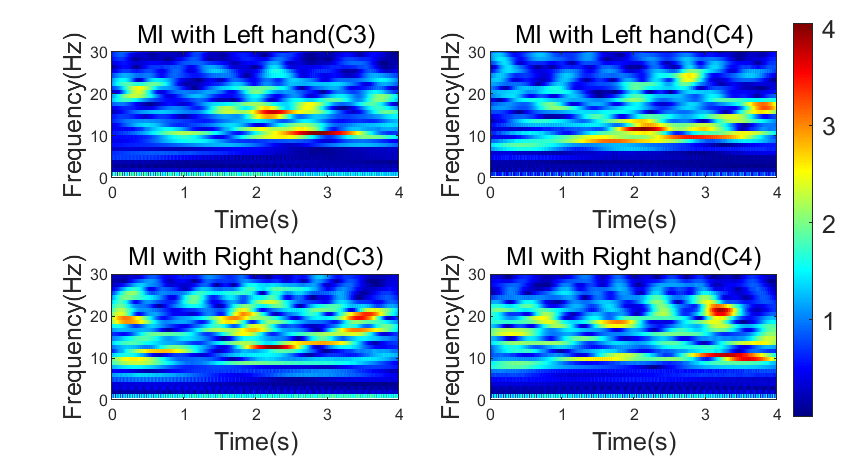 MI with Left hand(C3)
Frequency(Hz)
30
20
10
0
0 1 2 3 4
Time(s)
MI with Left hand(C4)
Frequency(Hz)
30
20
10
0
0 1 2 3 4
Time(s)
4
3
2
1
MI with Right hand(C3)
Frequency(Hz)
30
20
10
0
0 1 2 3 4
Time(s)
MI with Right hand(C4)
Frequency(Hz)
30
20
10
0
0 1 2 3 4
Time(s)